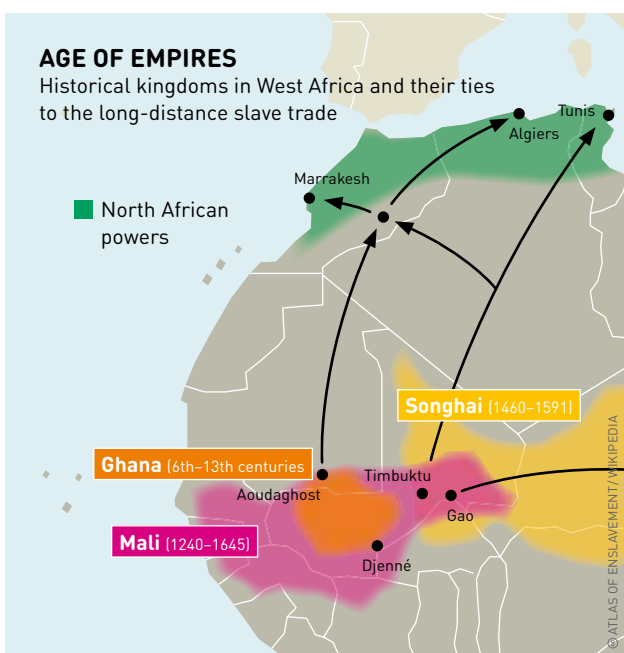 AGE OF EMPIRES
Historical kingdoms in West Africa and their ties
to the long-distance slave trade
Tunis
Algiers
Marrakesh
North African
powers
Songhai (1460–1591)
Ghana (6th–13th centuries
Timbuktu
Aoudaghost
Gao
Mali (1240–1645)
Djenné
© ATLAS OF ENSLAVEMENT / WIKIPEDIA